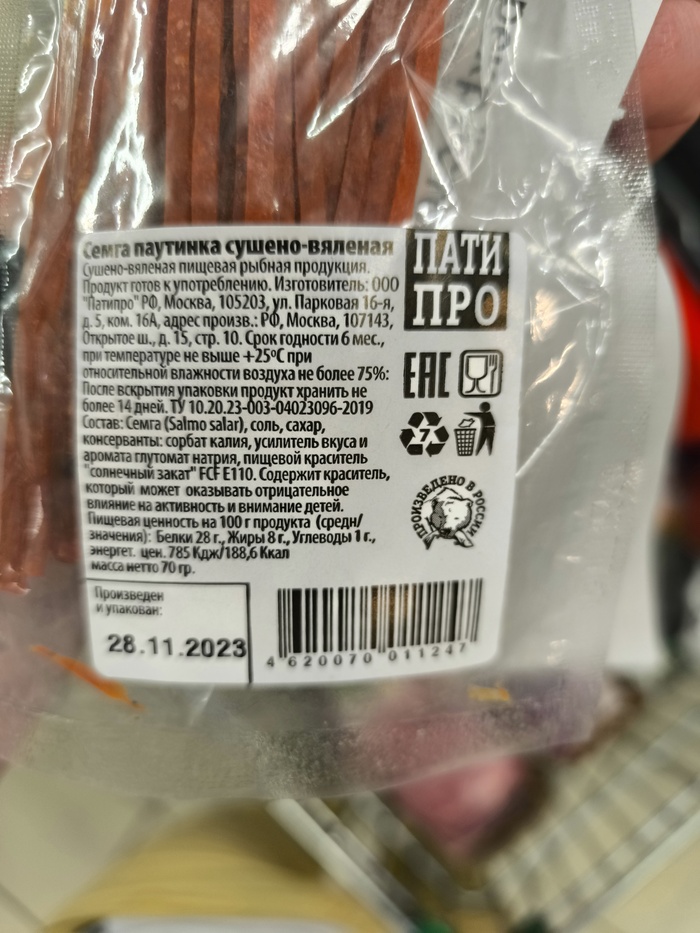 Семга паутинка сушено-вяленая
Сушено-вяленая пищевая рыбная продукция.
Продукт готов к употреблению. Изготовитель: ООО
"Патипро" РФ, Москва, 105203, ул. Парковая 16-я,
д. 5, ком. 16А, адрес произв.: РФ, Москва, 107143,
Открытое ш., д. 15, стр. 10. Срок годности 6 мес.,
при температуре не выше +25°С при
относительной влажности воздуха не более 75%:
После вскрытия упаковки продукт хранить не
более 14 дней. ТУ 10.20.23-003-04023096-2019
Состав: Семга (Salmo salar), соль, сахар,
консерванты: сорбат калия, усилитель вкуса и
аромата глутомат натрия, пищевой краситель
"солнечный закат" FCF E110. Содержит краситель,
который может оказывать отрицательное
влияние на активность и внимание детей.
Пищевая ценность на 100 г продукта (средн/
значения): Белки 28 г., Жиры 8 г., Углеводы 1 г.,
энергет. цен. 785 Кдж/188,6 Ккал
масса нетто 70 гр.
ПАТИ
ПРО
EAC
7
ПРОИЗВЕДЕНО В РОССИИ
Произведен
и упакован:
28.11.2023
4 620070 011247